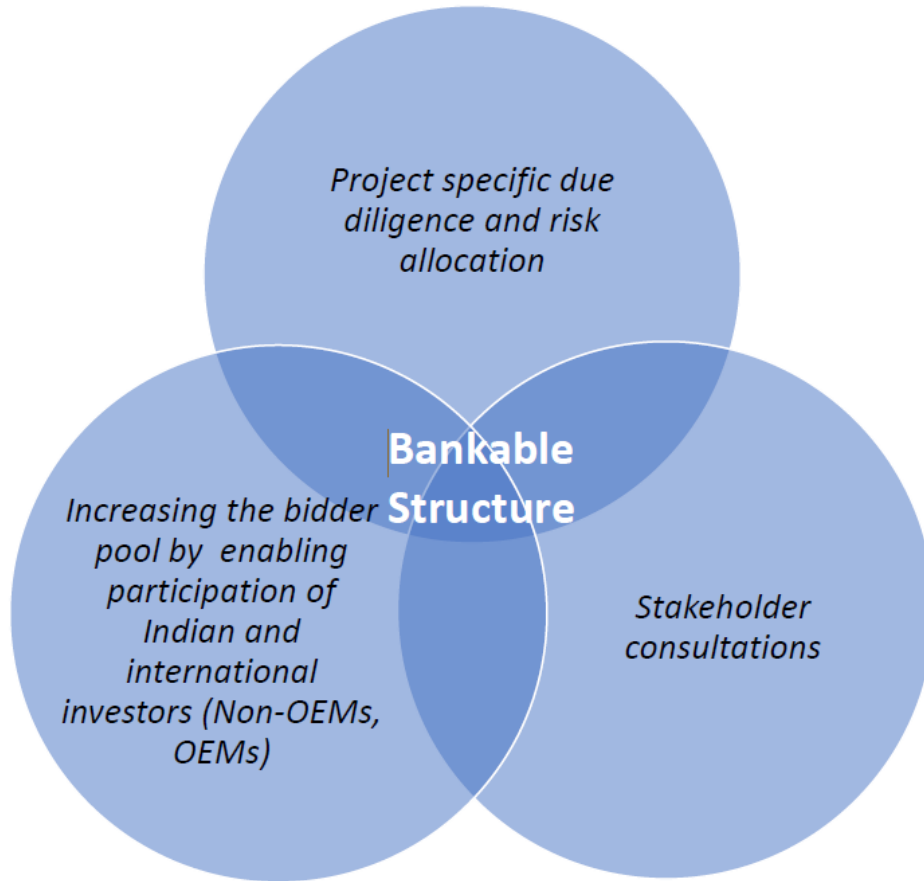 Project specific due
diligence and risk
allocation
Bankable
Structure
Increasing the bidder
pool by  enabling
participation of
Indian and
international
investors (Non-OEMs,
OEMs)
Stakeholder
consultations